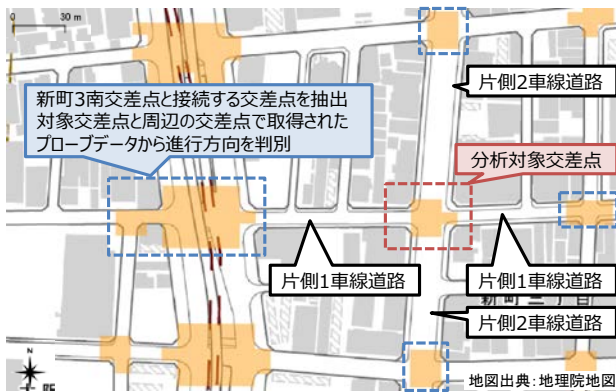 0
30 m
片側2車線道路
新町3南交差点と接続する交差点を抽出
対象交差点と周辺の交差点で取得された
プローブデータから進行方向を判別
分析対象交差点
片側1車線道路
片側1車線道路
片側2車線道路
N
地図出典：地理院地図